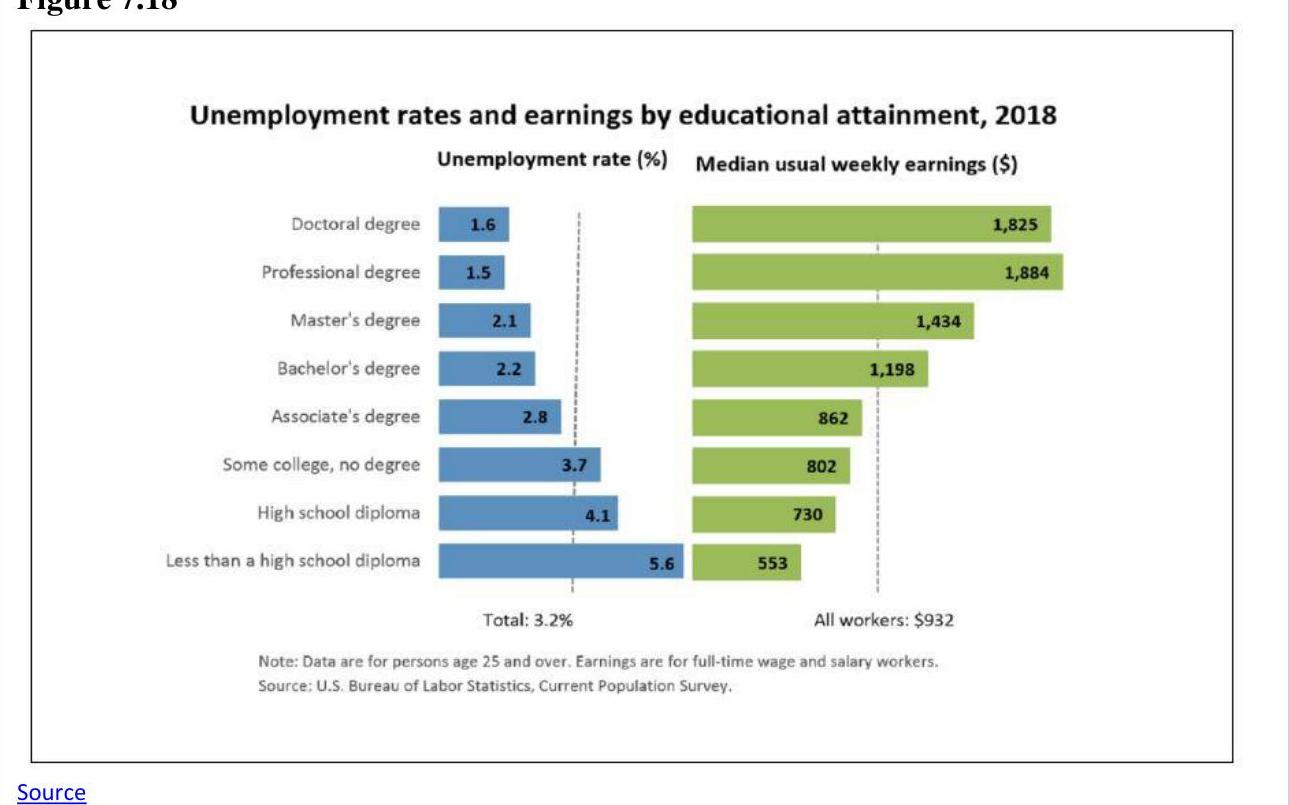 Figure 7.18
Unemployment rates and earnings by educational attainment, 2018
Unemployment rate (%) Median usual weekly earnings ($)
Doctoral degree 1.6 1,825
Professional degree 1.5 1,884
Master's degree 2.1 1,434
Bachelor's degree 2.2 1,198
Associate's degree 2.8 862
Some college, no degree 3.7 802
High school diploma 4.1 730
Less than a high school diploma 5.6 553
Total: 3.2% All workers: $932
Note: Data are for persons age 25 and over. Earnings are for full-time wage and salary workers.
Source: U.S. Bureau of Labor Statistics, Current Population Survey.
Source